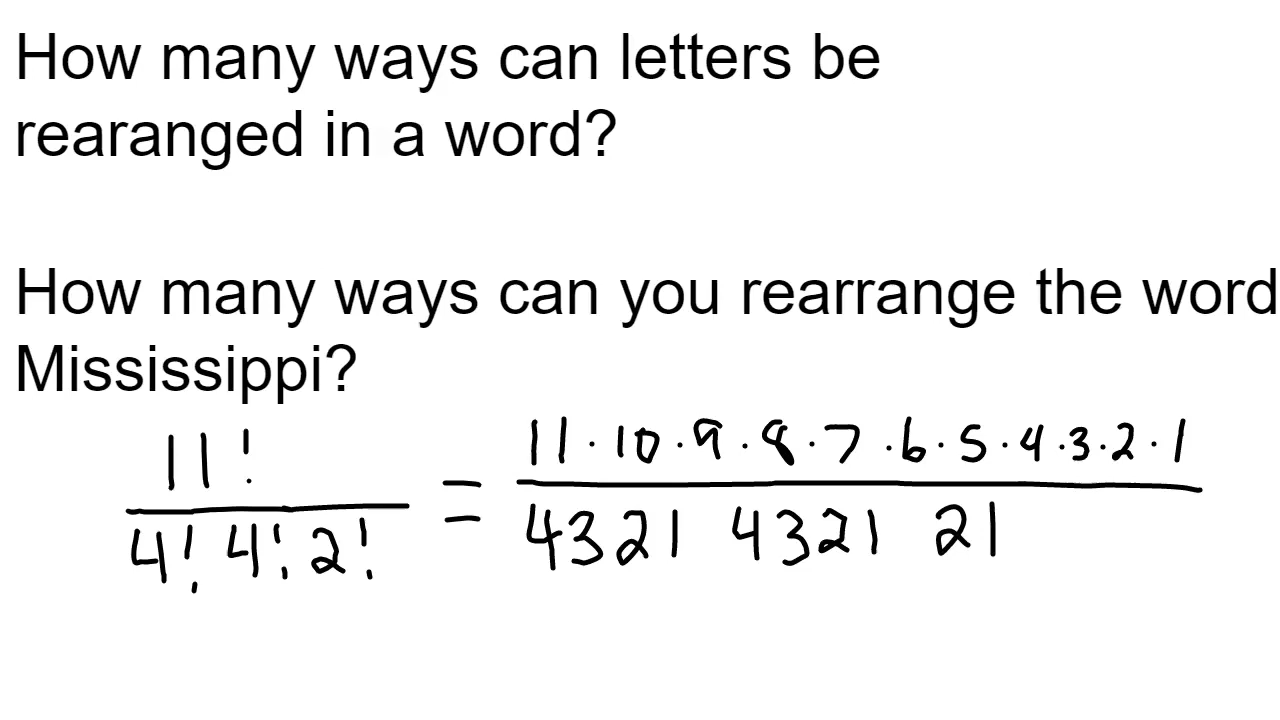 How many ways can letters be
rearanged in a word?
How many ways can you rearrange the word
Mississippi?
11! = 11 · 10 · 9 · 8 · 7 · 6 · 5 · 4 · 3 · 2 · 1
4! 4! 2! 4321 4321 21